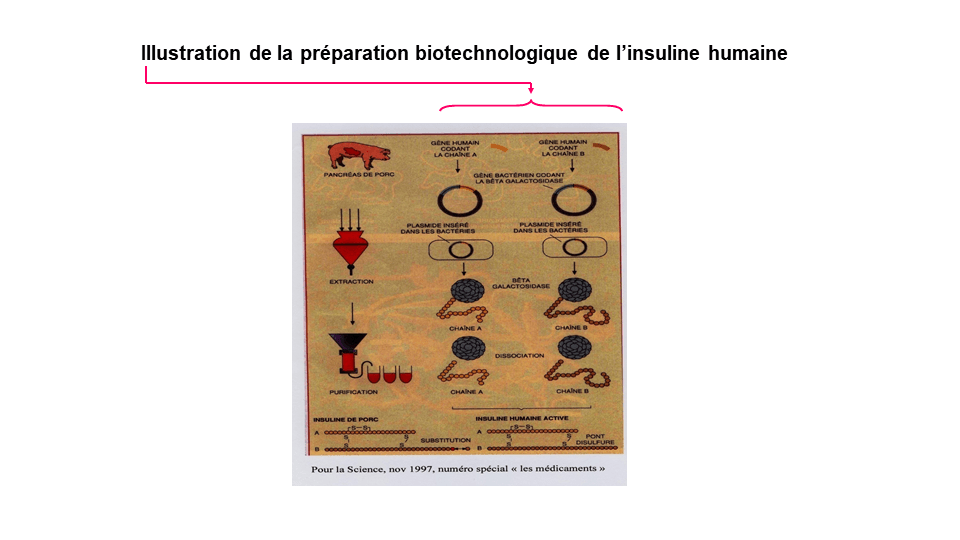 Illustration de la préparation biotechnologique de l’insuline humaine
GÈNE HUMAIN
CODANT
LA CHAÎNE A
GÈNE HUMAIN
CODANT
LA CHAÎNE B
PANCRÉAS DE PORC
GÈNE BACTÉRIEN CODANT
LA BÊTA GALACTOSIDASE
PLASMIDE INSÉRÉ
DANS LES BACTÉRIES
PLASMIDE INSÉRÉ
DANS LES BACTÉRIES
EXTRACTION
BÊTA
GALACTOSIDASE
CHAÎNE A
CHAÎNE B
DISSOCIATION
PURIFICATION
CHAÎNE A
CHAÎNE B
INSULINE DE PORC
A
S—S
S
S
S
S
B
SUBSTITUTION
INSULINE HUMAINE ACTIVE
A
S—S
S
S
S
S
B
PONT
DISULFURE
Pour la Science, nov 1997, numéro spécial « les médicaments »